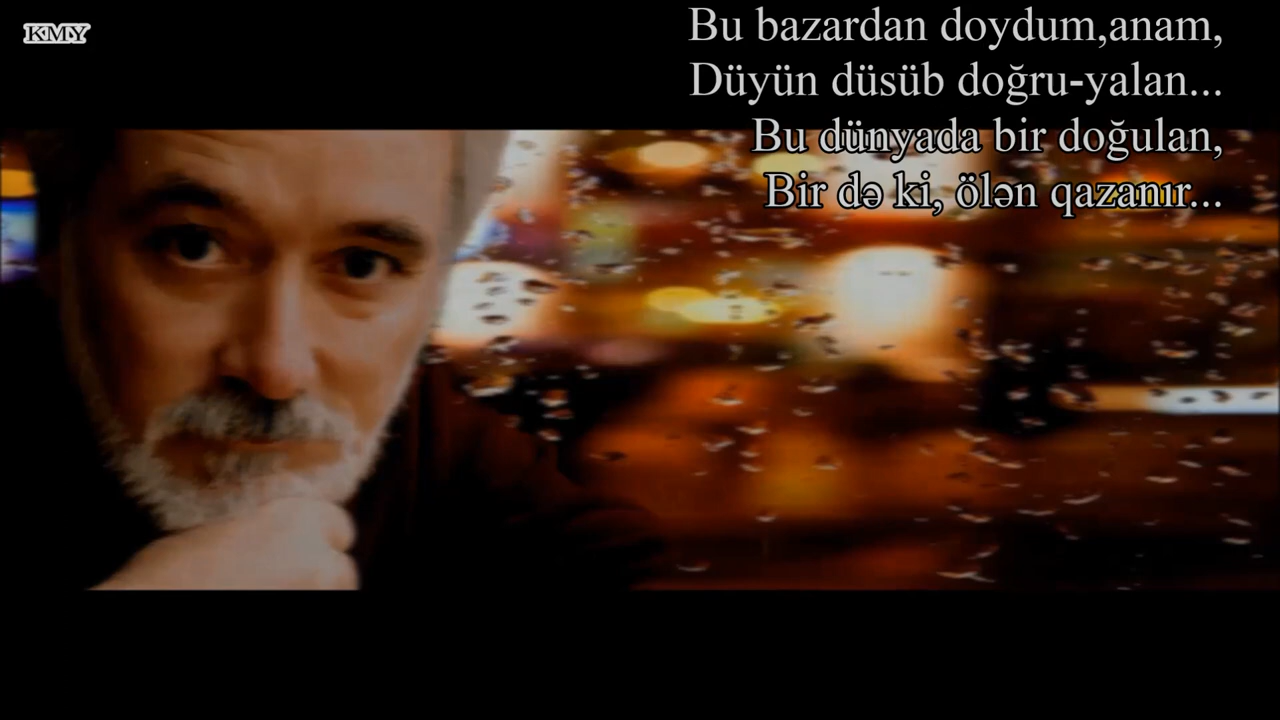 KMY
Bu bazardan doydum,anam,
Düyün düsüb doğru-yalan...
Bu dünyada bir doğulan,
Bir də ki, ölən qazanır...